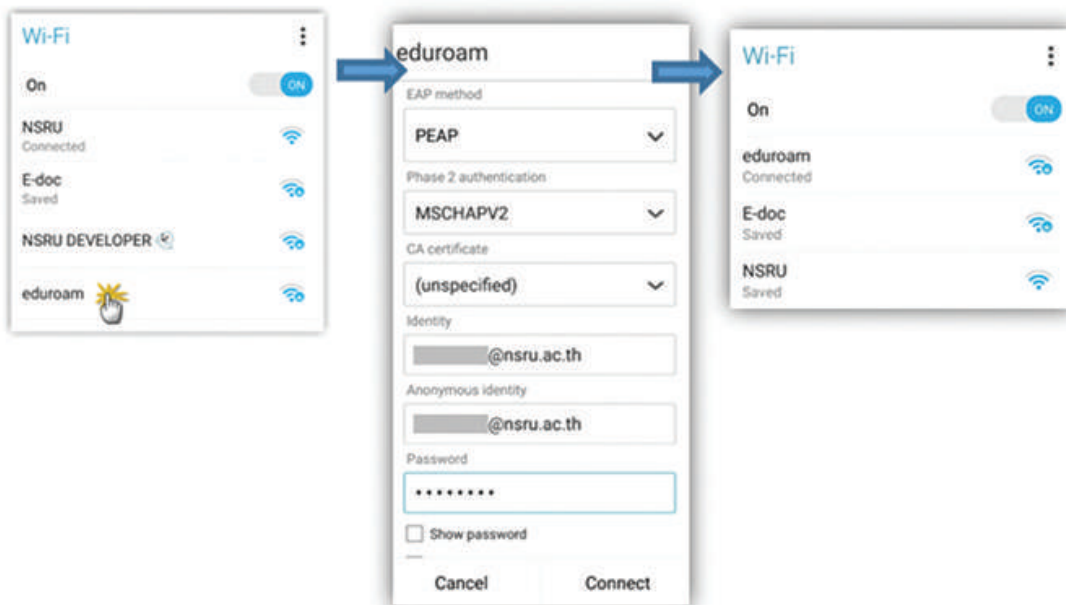 Wi-Fi
On
ON
NSRU
Connected
E-doc
Saved
NSRU DEVELOPER
eduroam
eduroam
EAP method
PEAP
Phase 2 authentication
MSCHAPV2
CA certificate
(unspecified)
Identity
@nsru.ac.th
Anonymous identity
@nsru.ac.th
Password
••••••••
Show password
Cancel
Connect
Wi-Fi
On
ON
eduroam
Connected
E-doc
Saved
NSRU
Saved